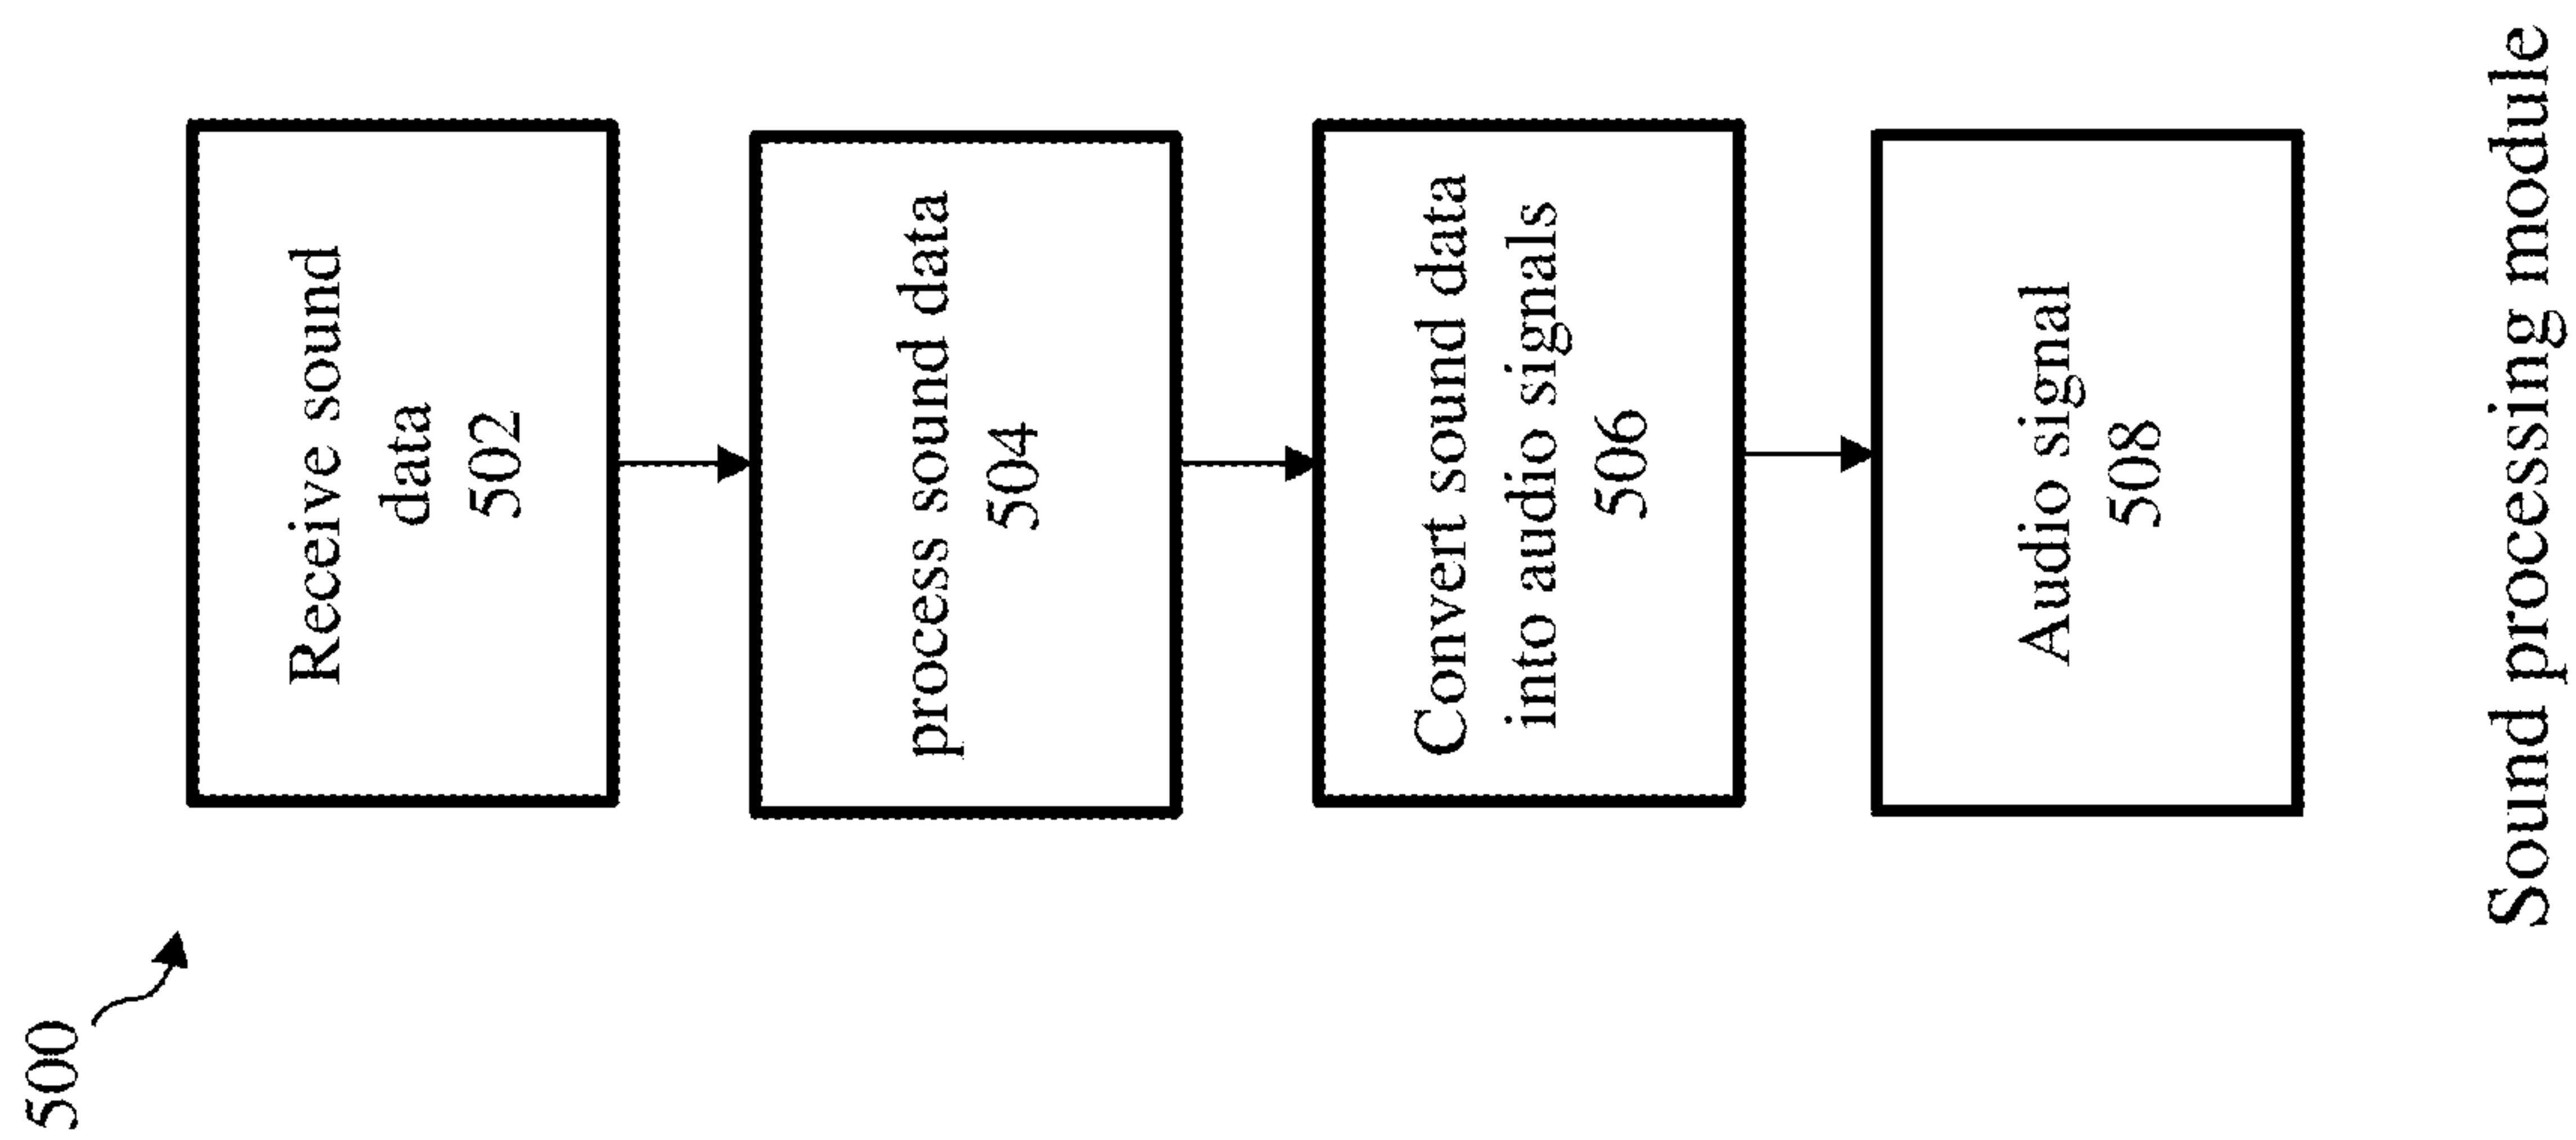 500
Receive sound
data
502
process sound data
504
Convert sound data
into audio signals
506
Audio signal
508
Sound processing module